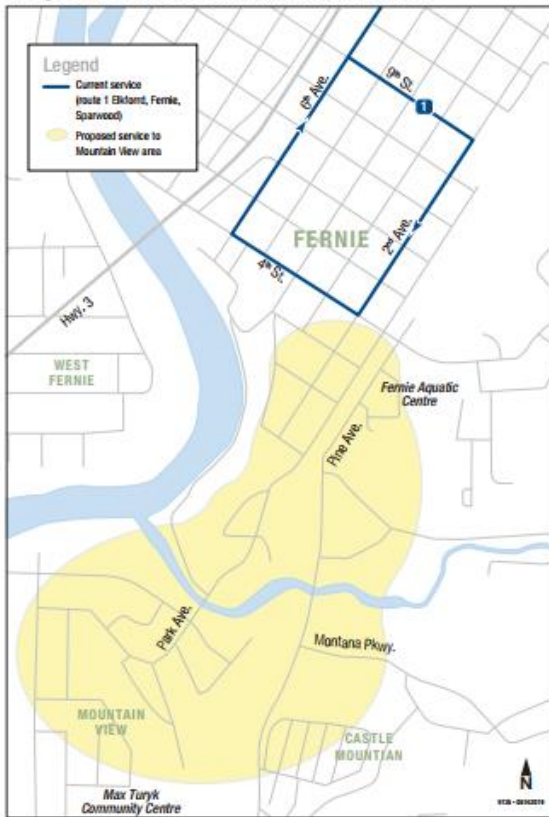 Legend
Current service
(route 1 Elkford, Fernie,
Sparwood)
Proposed service to
Mountain View area
6th Ave.
9th St.
1
FERNIE
2nd Ave.
4th St.
Hwy. 3
WEST
FERNIE
Fernie Aquatic
Centre
Pine Ave.
Park Ave.
Montana Pkwy.
MOUNTAIN
VIEW
CASTLE
MOUNTIAN
Max Turyk
Community Centre
N